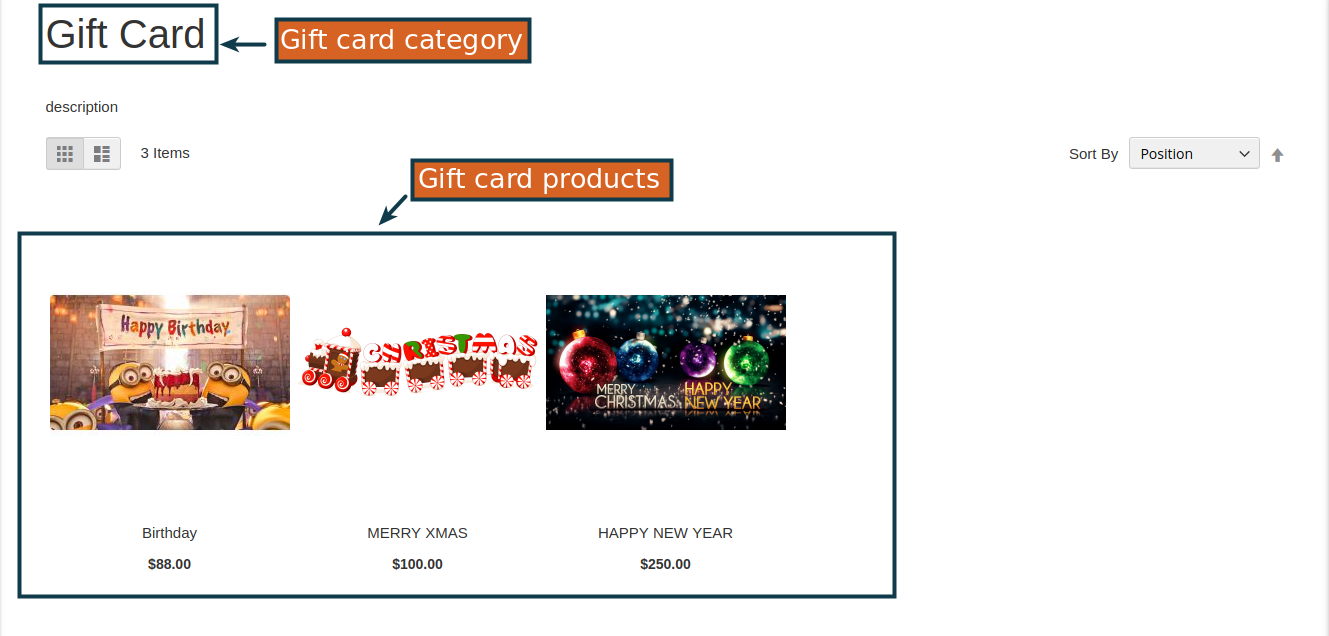 Gift Card
Gift card category
description
3 Items
Sort By
Position
Gift card products
Happy Birthday
CHRISTMAS
MERRY CHRISTMAS
HAPPY NEW YEAR
Birthday
MERRY XMAS
HAPPY NEW YEAR
$88.00
$100.00
$250.00